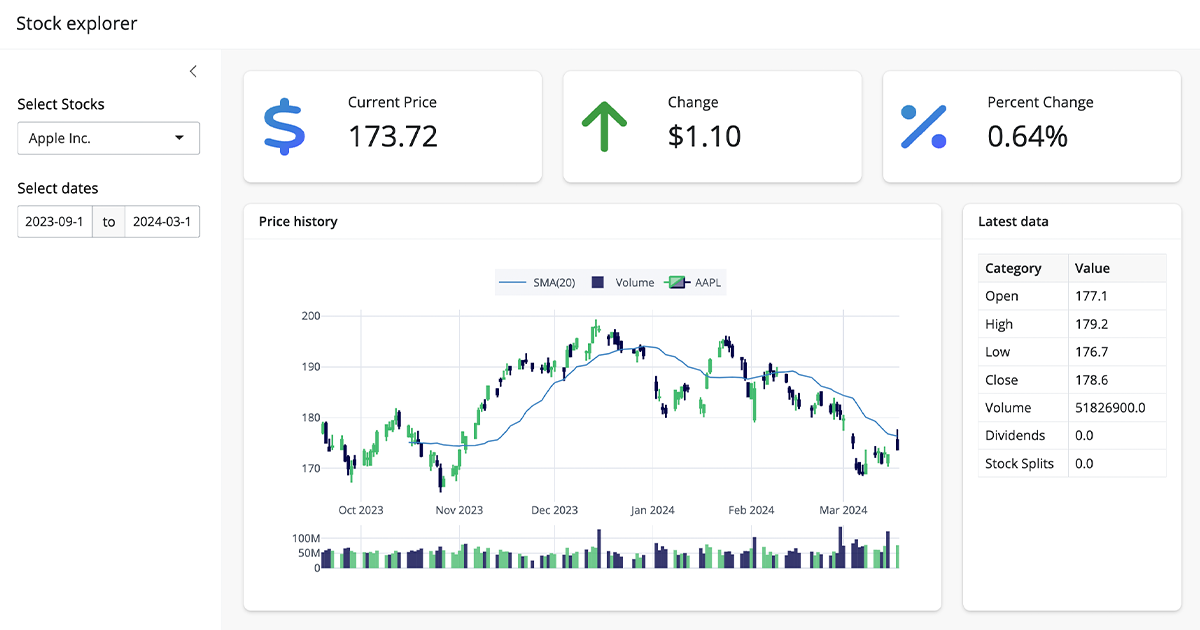 Stock explorer
Select Stocks
Apple Inc.
Select dates
2023-09-1 to 2024-03-1
Current Price
173.72
Change
$1.10
Percent Change
0.64%
Price history
SMA(20) Volume AAPL
200
190
180
170
Oct 2023 Nov 2023 Dec 2023 Jan 2024 Feb 2024 Mar 2024
100M
50M
0
Latest data
Category Value
Open 177.1
High 179.2
Low 176.7
Close 178.6
Volume 51826900.0
Dividends 0.0
Stock Splits 0.0